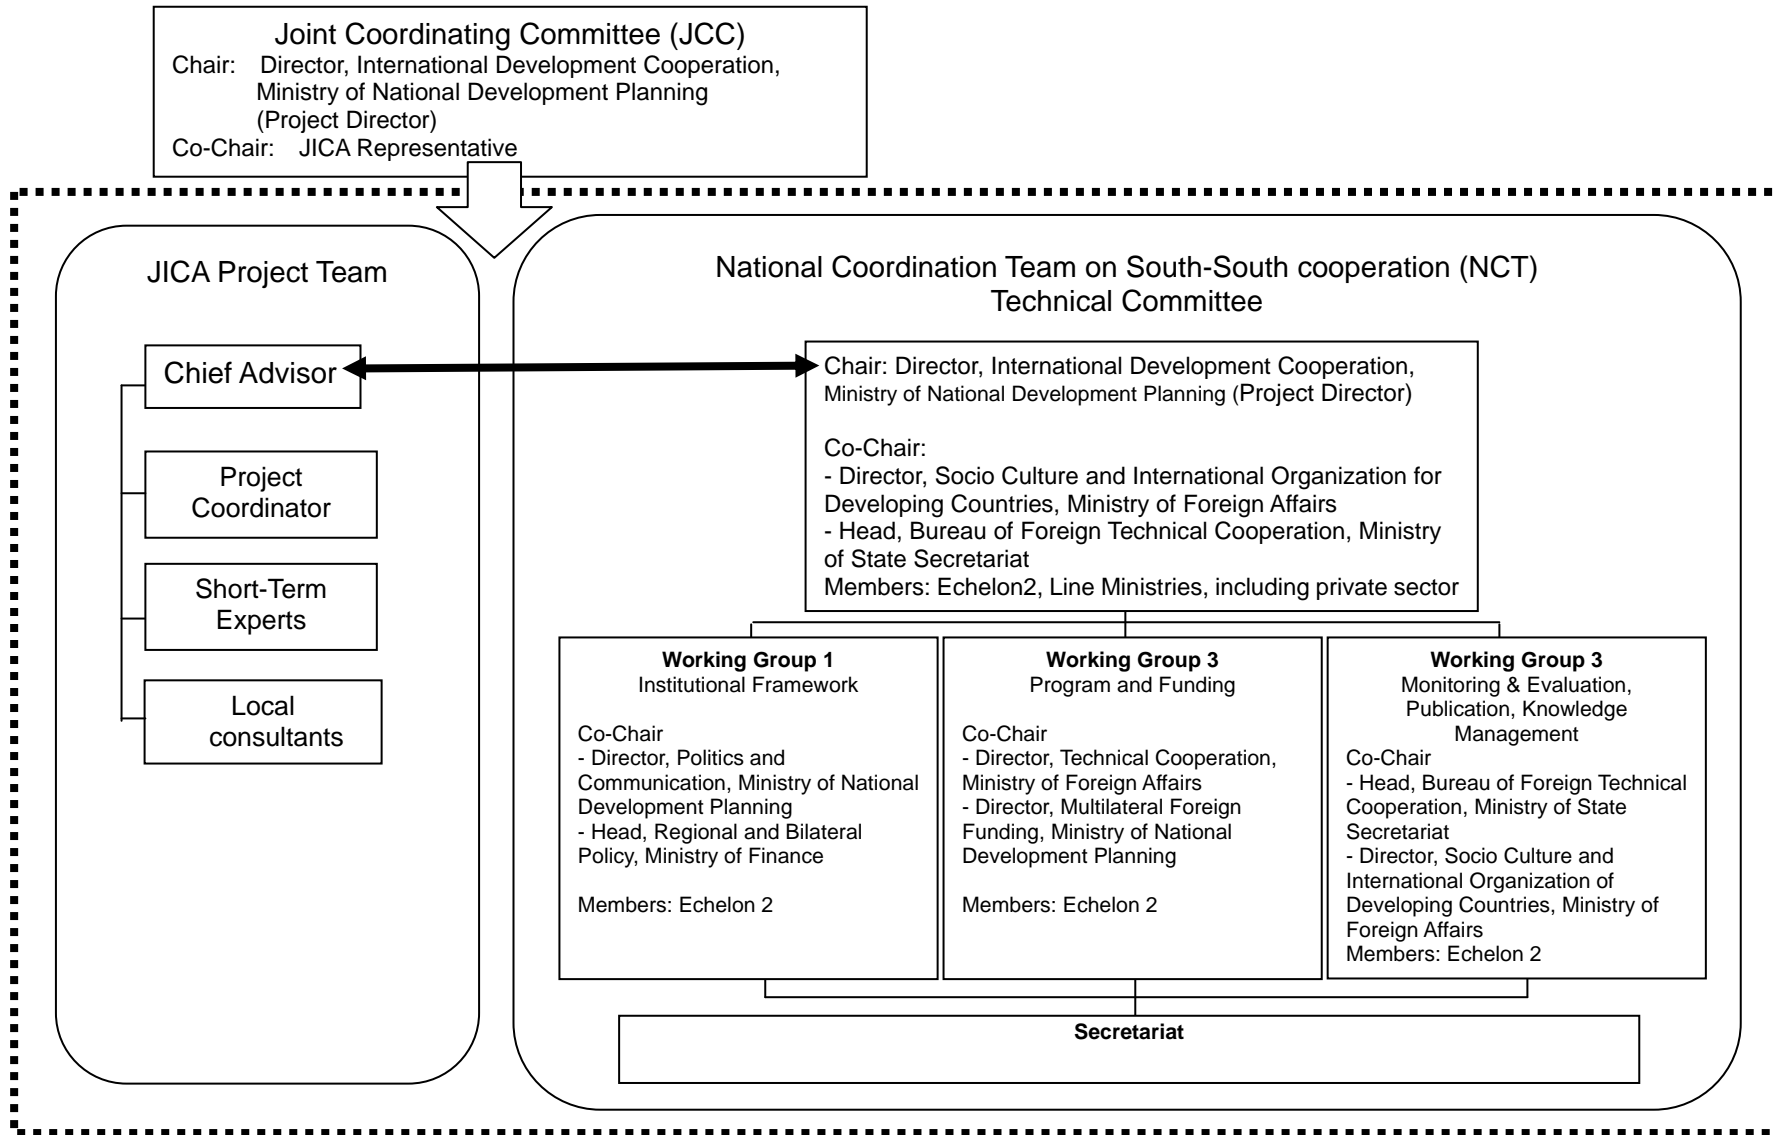 Joint Coordinating Committee (JCC)
Chair: Director, International Development Cooperation,
Ministry of National Development Planning
(Project Director)
Co-Chair: JICA Representative
JICA Project Team
Chief Advisor
Project
Coordinator
Short-Term
Experts
Local
consultants
National Coordination Team on South-South cooperation (NCT)
Technical Committee
Chair: Director, International Development Cooperation,
Ministry of National Development Planning (Project Director)
Co-Chair:
- Director, Socio Culture and International Organization for
Developing Countries, Ministry of Foreign Affairs
- Head, Bureau of Foreign Technical Cooperation, Ministry
of State Secretariat
Members: Echelon2, Line Ministries, including private sector
Working Group 1
Institutional Framework
Co-Chair
- Director, Politics and
Communication, Ministry of National
Development Planning
- Head, Regional and Bilateral
Policy, Ministry of Finance
Members: Echelon 2
Working Group 3
Program and Funding
Co-Chair
- Director, Technical Cooperation,
Ministry of Foreign Affairs
- Director, Multilateral Foreign
Funding, Ministry of National
Development Planning
Members: Echelon 2
Working Group 3
Monitoring & Evaluation,
Publication, Knowledge
Management
Co-Chair
- Head, Bureau of Foreign Technical
Cooperation, Ministry of State
Secretariat
- Director, Socio Culture and
International Organization of
Developing Countries, Ministry of
Foreign Affairs
Members: Echelon 2
Secretariat